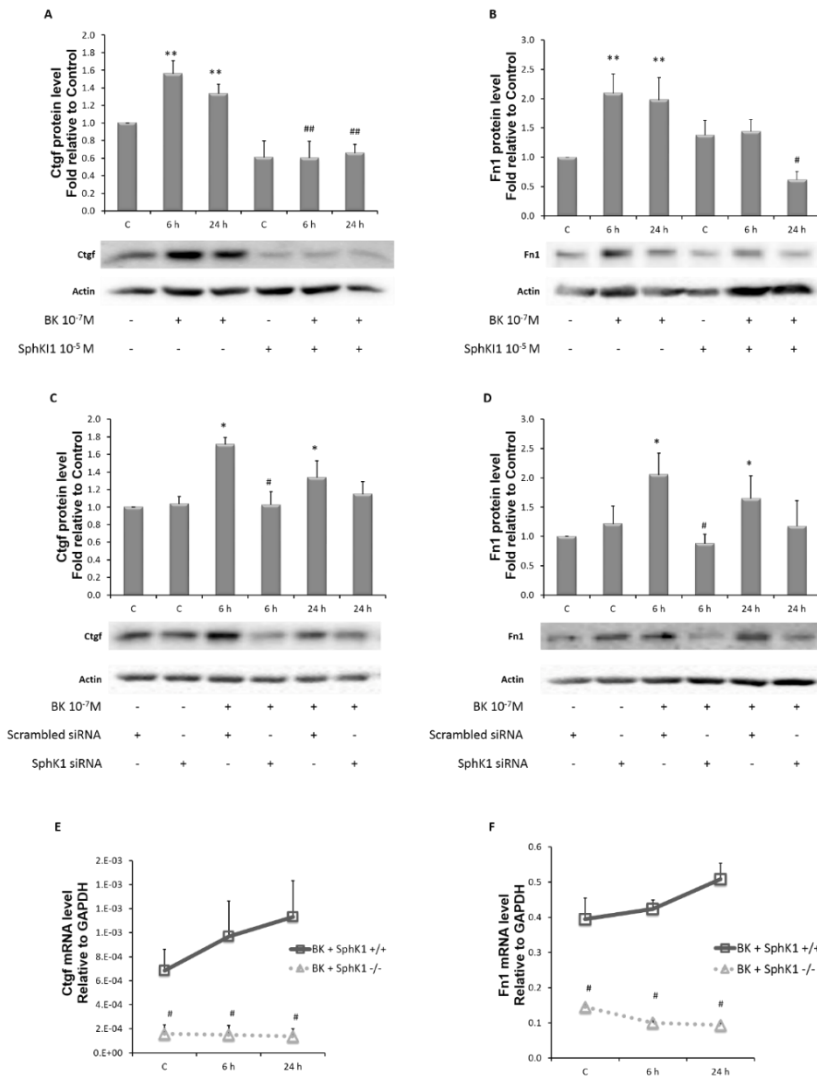 A
Ctgf protein level
Fold relative to Control
2.0
1.8
1.6
1.4
1.2
1.0
0.8
0.6
0.4
0.2
0.0
** ** ## ##
C 6 h 24 h C 6 h 24 h
Ctgf
Actin
BK 10⁻⁷M - + + - + +
SphKI1 10⁻⁵ M - - - + + +
B
Fn1 protein level
Fold relative to Control
3.0
2.5
2.0
1.5
1.0
0.5
0.0
** ** #
C 6 h 24 h C 6 h 24 h
Fn1
Actin
BK 10⁻⁷M - + + - + +
SphKI1 10⁻⁵ M - - - + + +
C
Ctgf protein level
Fold relative to Control
2.0
1.8
1.6
1.4
1.2
1.0
0.8
0.6
0.4
0.2
0.0
* # *
C C 6 h 6 h 24 h 24 h
Ctgf
Actin
BK 10⁻⁷M - - + + + +
Scrambled siRNA + - + - + -
SphK1 siRNA - + - + - +
D
Fn1 protein level
Fold relative to Control
3.0
2.5
2.0
1.5
1.0
0.5
0.0
* # *
C C 6 h 6 h 24 h 24 h
Fn1
Actin
BK 10⁻⁷M - - + + + +
Scrambled siRNA + - + - + -
SphK1 siRNA - + - + - +
E
Ctgf mRNA level
Relative to GAPDH
2.E-03
1.E-03
1.E-03
1.E-03
8.E-04
6.E-04
4.E-04
2.E-04
0.E+00
# # #
C 6 h 24 h
BK + SphK1 +/+
BK + SphK1 -/-
F
Fn1 mRNA level
Relative to GAPDH
0.6
0.5
0.4
0.3
0.2
0.1
0.0
# # #
C 6 h 24 h
BK + SphK1 +/+
BK + SphK1 -/-